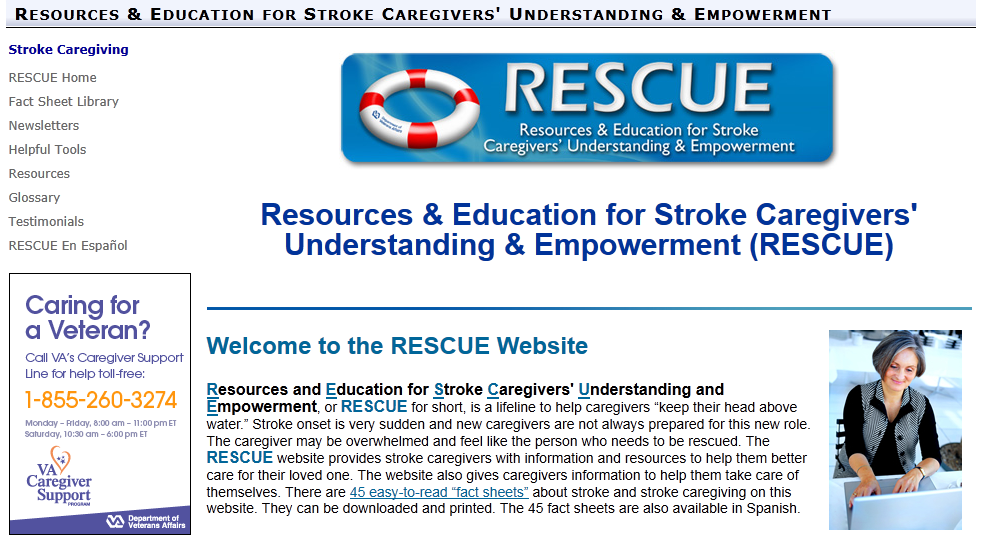 RESOURCES & EDUCATION FOR STROKE CAREGIVERS' UNDERSTANDING & EMPOWERMENT
Stroke Caregiving
RESCUE Home
Fact Sheet Library
Newsletters
Helpful Tools
Resources
Glossary
Testimonials
RESCUE En Español
Caring for
a Veteran?
Call VA's Caregiver Support
Line for help toll-free:
1-855-260-3274
Monday – Friday, 8:00 am – 11:00 pm ET
Saturday, 10:30 am – 6:00 pm ET
VA
Caregiver
Support
PROGRAM
VA
Department of
Veterans Affairs
Department of
Veterans Affairs
RESCUE
Resources & Education for Stroke
Caregivers' Understanding & Empowerment
Resources & Education for Stroke Caregivers'
Understanding & Empowerment (RESCUE)
Welcome to the RESCUE Website
Resources and Education for Stroke Caregivers' Understanding and
Empowerment, or RESCUE for short, is a lifeline to help caregivers “keep their head above
water.” Stroke onset is very sudden and new caregivers are not always prepared for this new role.
The caregiver may be overwhelmed and feel like the person who needs to be rescued. The
RESCUE website provides stroke caregivers with information and resources to help them better
care for their loved one. The website also gives caregivers information to help them take care of
themselves. There are 45 easy-to-read “fact sheets” about stroke and stroke caregiving on this
website. They can be downloaded and printed. The 45 fact sheets are also available in Spanish.